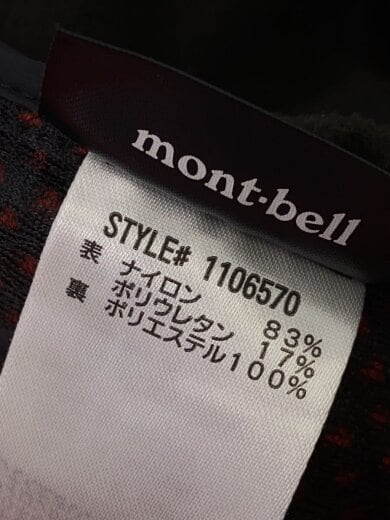 mont·bell
STYLE# 1106570
表 ナイロン 83%
ポリウレタン 17%
裏 ポリエステル100%